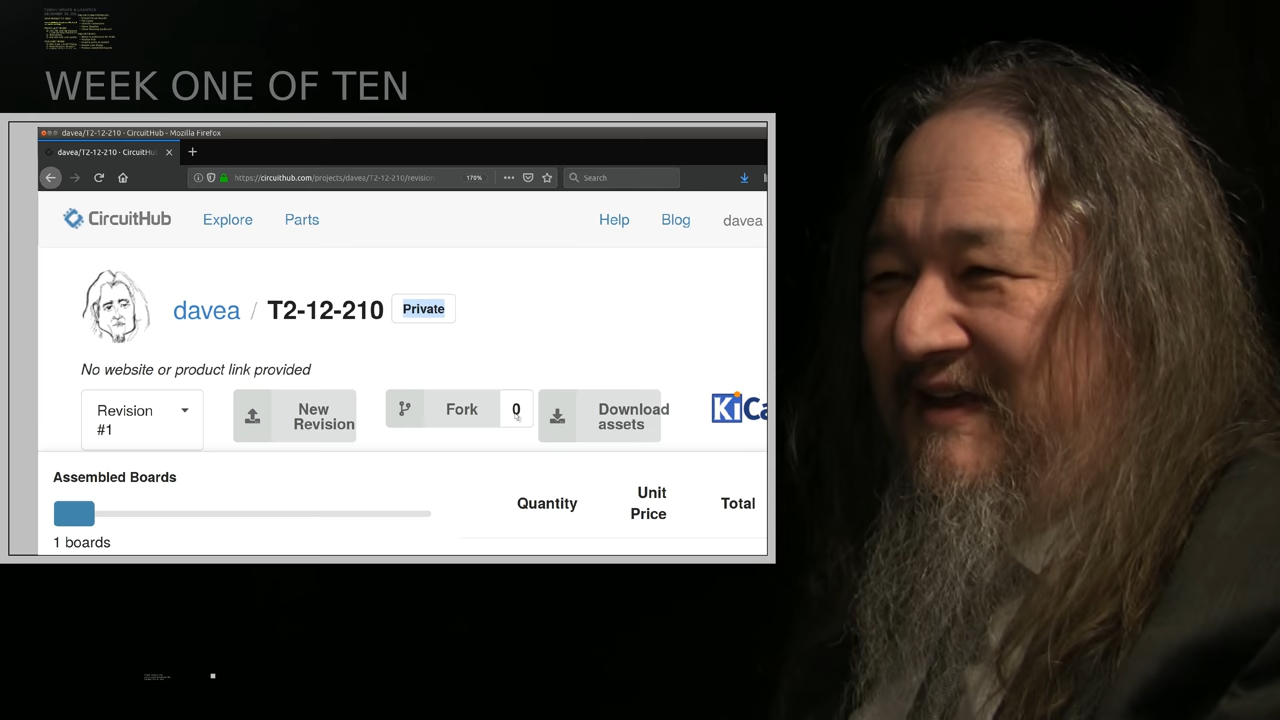 WEEK ONE OF TEN
davea/T2-12-210 - CircuitHub - Mozilla Firefox
davea/T2-12-210 · CircuitHub
https://circuithub.com/projects/davea/T2-12-210/revision
170%
Search
CircuitHub
Explore
Parts
Help
Blog
davea
davea / T2-12-210
Private
No website or product link provided
Revision
#1
New
Revision
Fork
0
Download
assets
KiCa
Assembled Boards
Quantity
Unit
Price
Total
1 boards